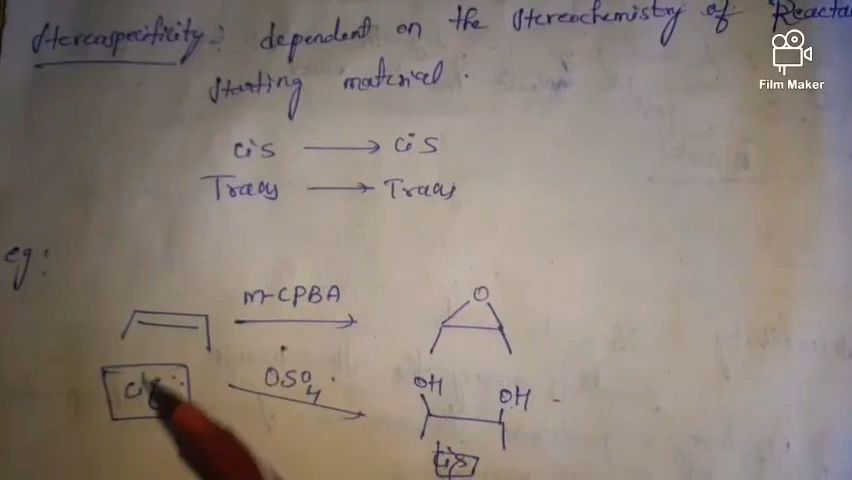 Stereospecificity: dependent on the stereochemistry of Reacta
starting material.
Film Maker
cis → cis
Trans → Trans
eg:
m-CPBA
O
OSO4
cis
OH
OH
cis